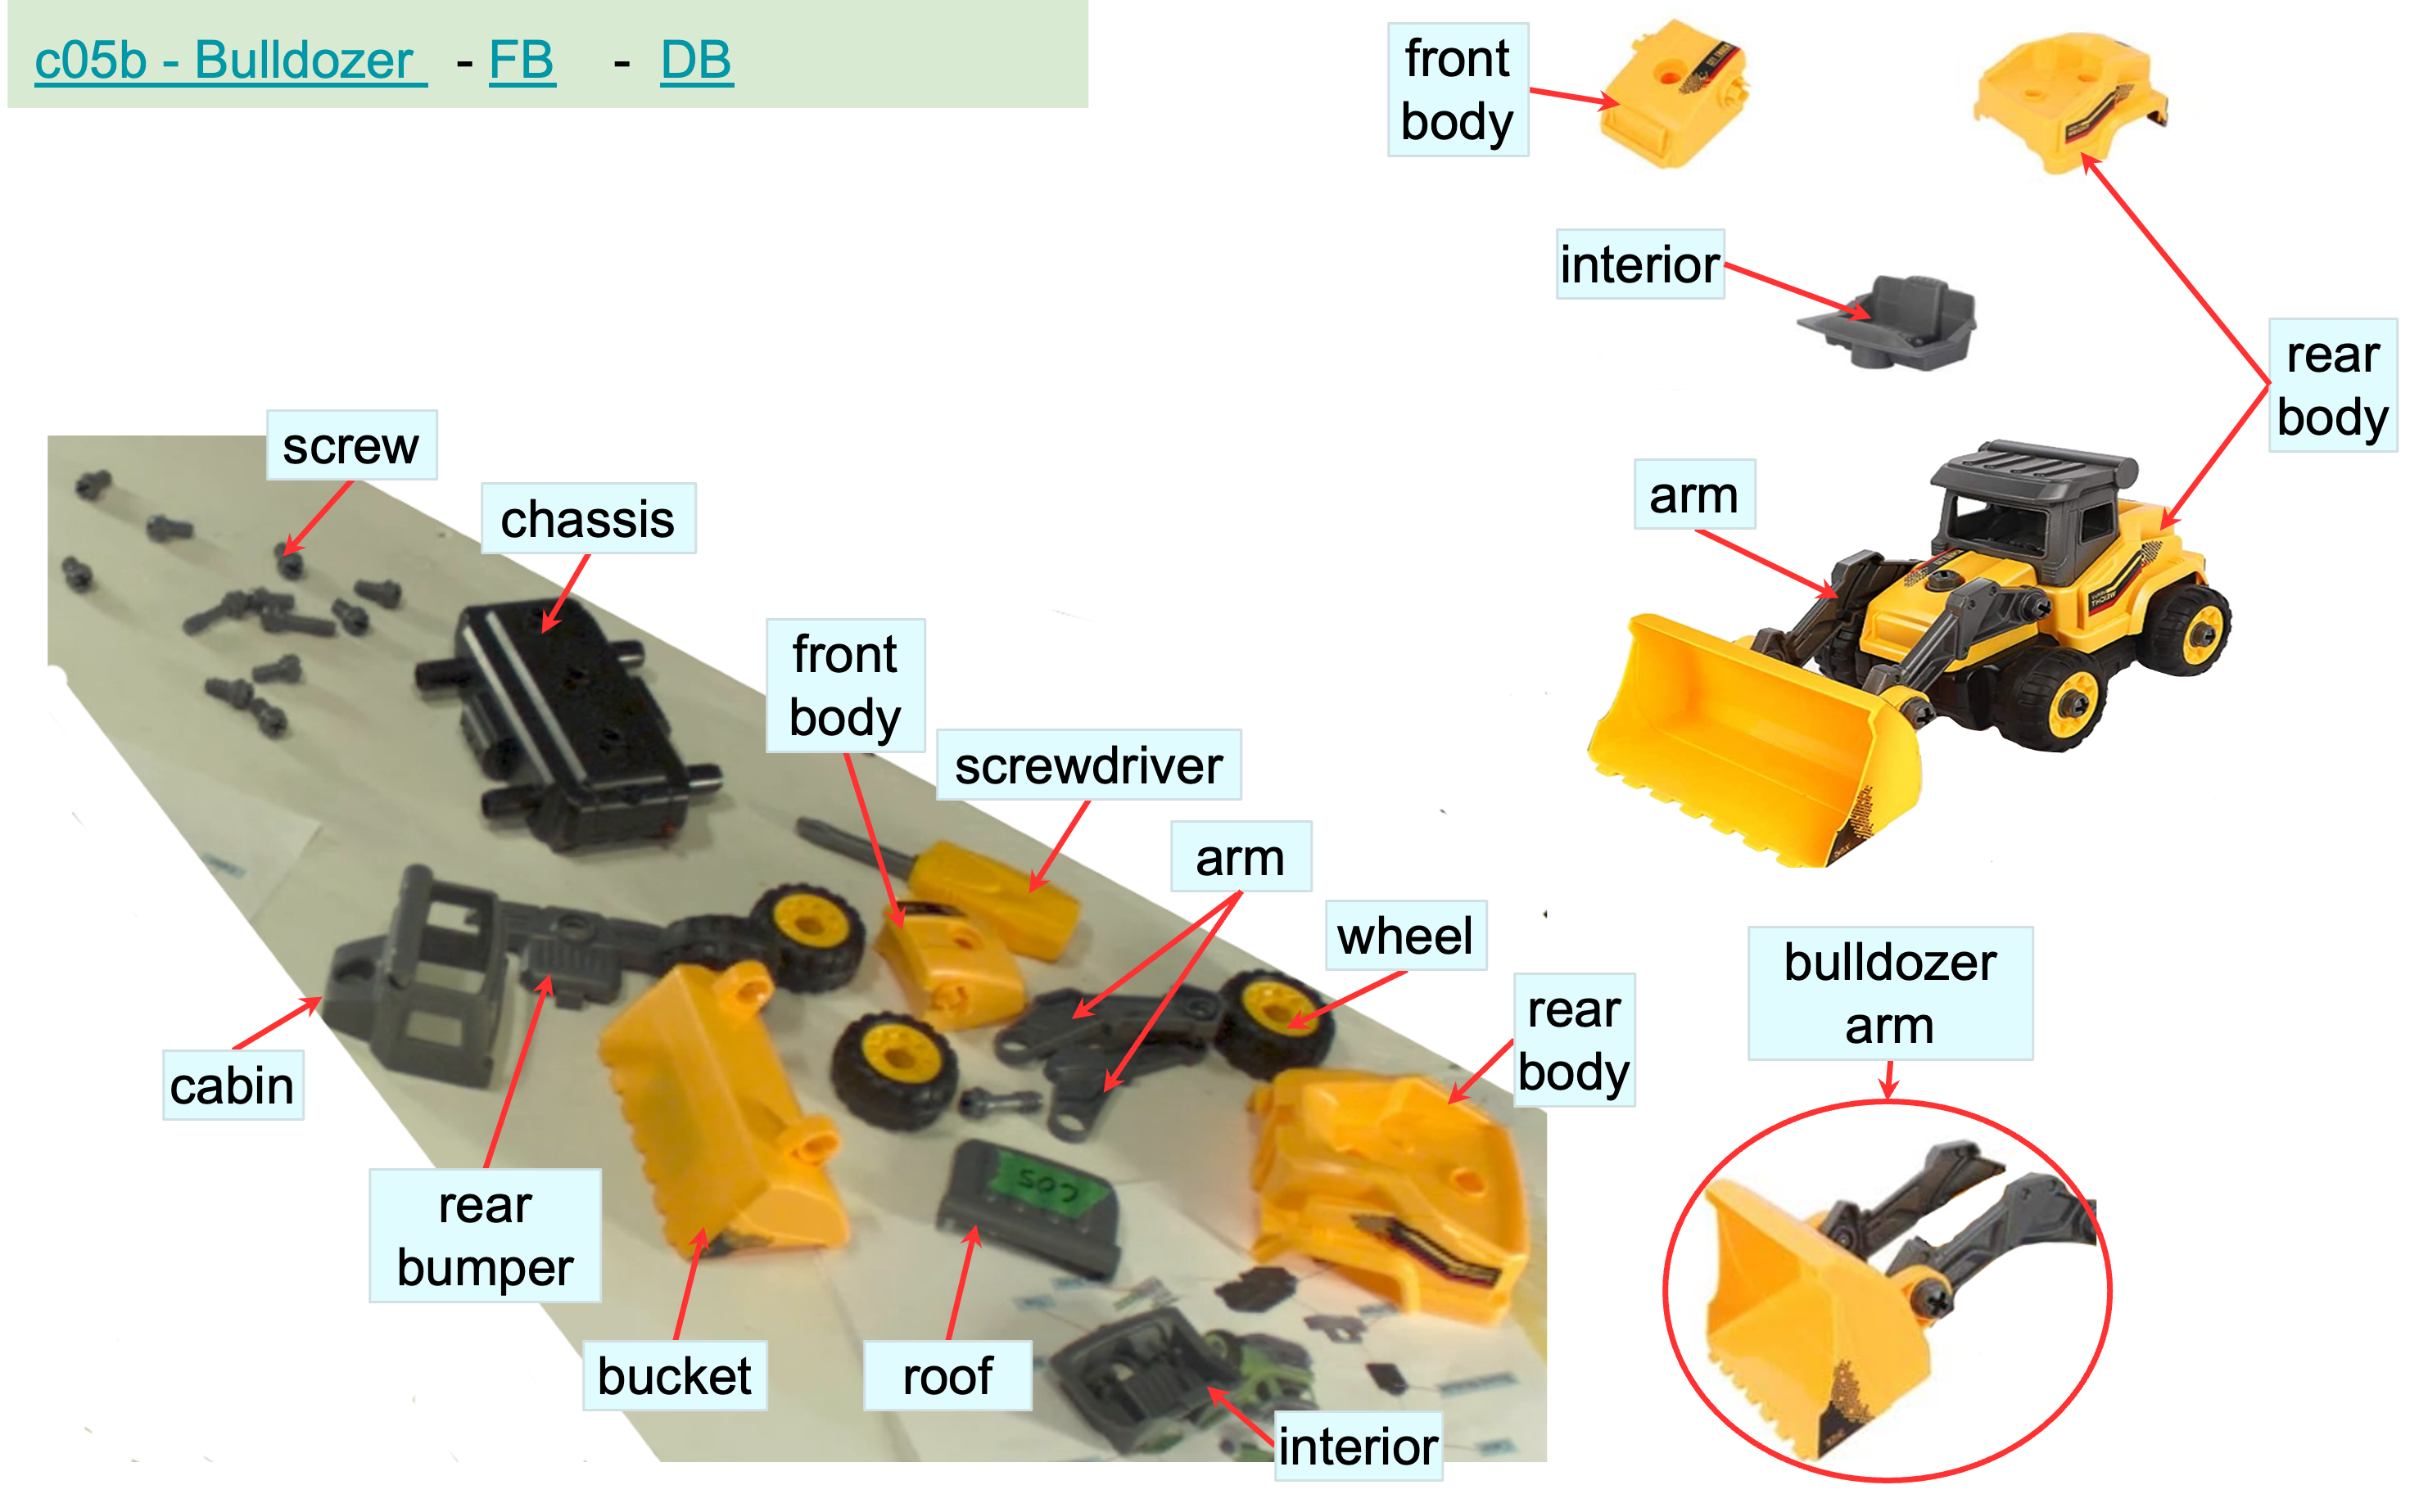 c05b - Bulldozer - FB - DB
front
body
interior
rear
body
arm
screw
chassis
front
body
screwdriver
arm
wheel
rear
body
bulldozer
arm
cabin
rear
bumper
bucket
roof
interior
C05